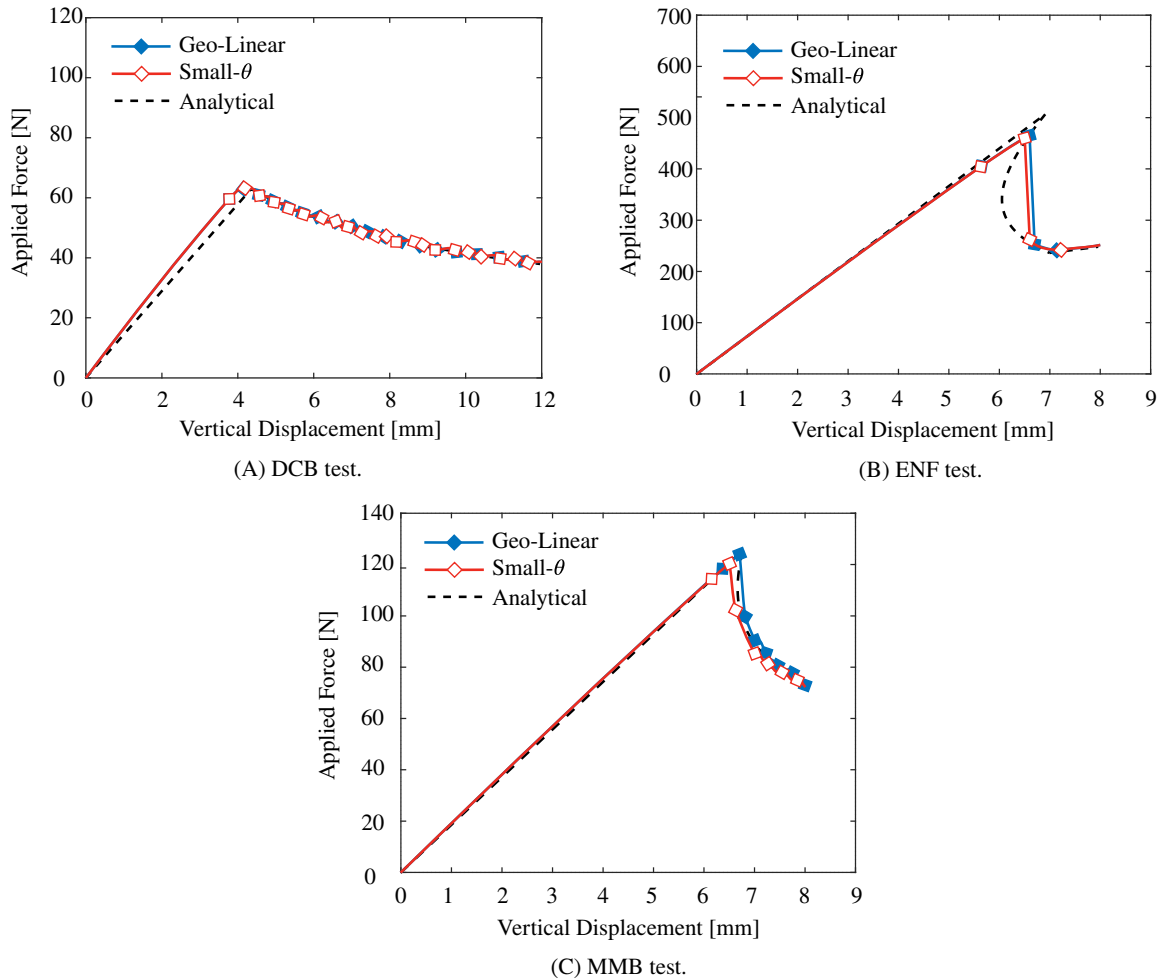 120
100
80
60
40
20
0
Applied Force [N]
Geo-Linear
Small-θ
Analytical
0 2 4 6 8 10 12
Vertical Displacement [mm]
(A) DCB test.
700
600
500
400
300
200
100
0
Applied Force [N]
Geo-Linear
Small-θ
Analytical
0 1 2 3 4 5 6 7 8 9
Vertical Displacement [mm]
(B) ENF test.
140
120
100
80
60
40
20
0
Applied Force [N]
Geo-Linear
Small-θ
Analytical
0 1 2 3 4 5 6 7 8 9
Vertical Displacement [mm]
(C) MMB test.